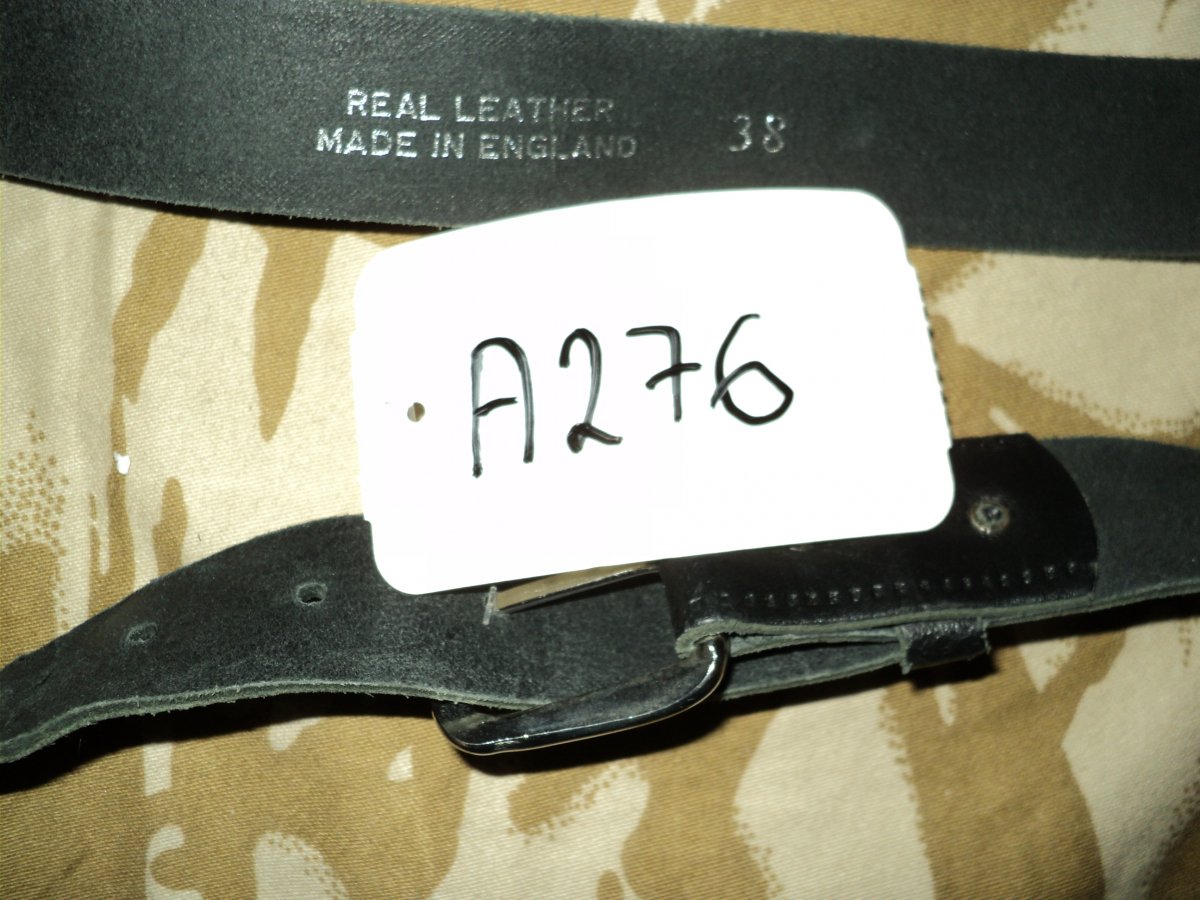 REAL LEATHER
MADE IN ENGLAND 38
A276